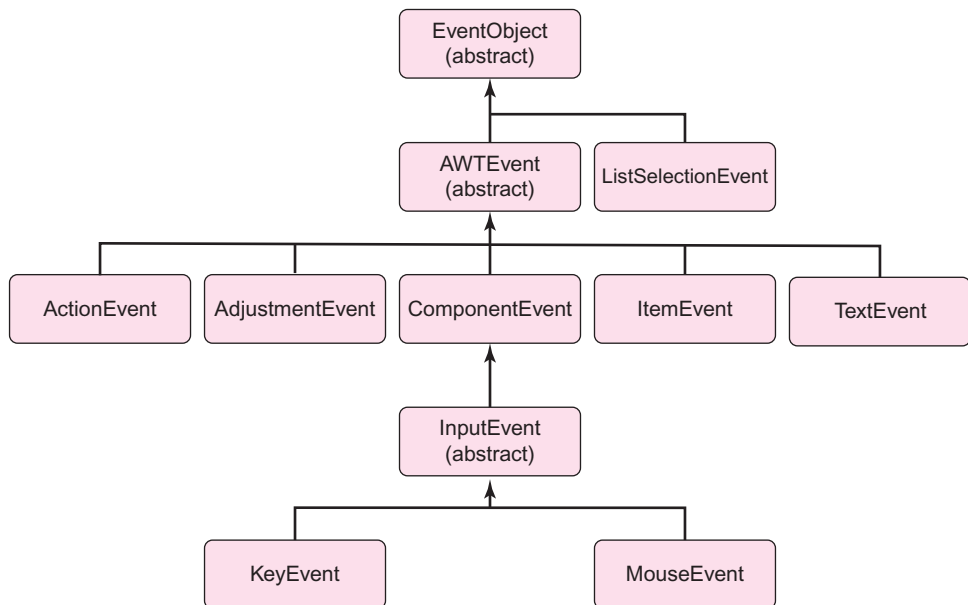 EventObject
(abstract)
AWTEvent
(abstract)
ListSelectionEvent
ActionEvent
AdjustmentEvent
ComponentEvent
ItemEvent
TextEvent
InputEvent
(abstract)
KeyEvent
MouseEvent